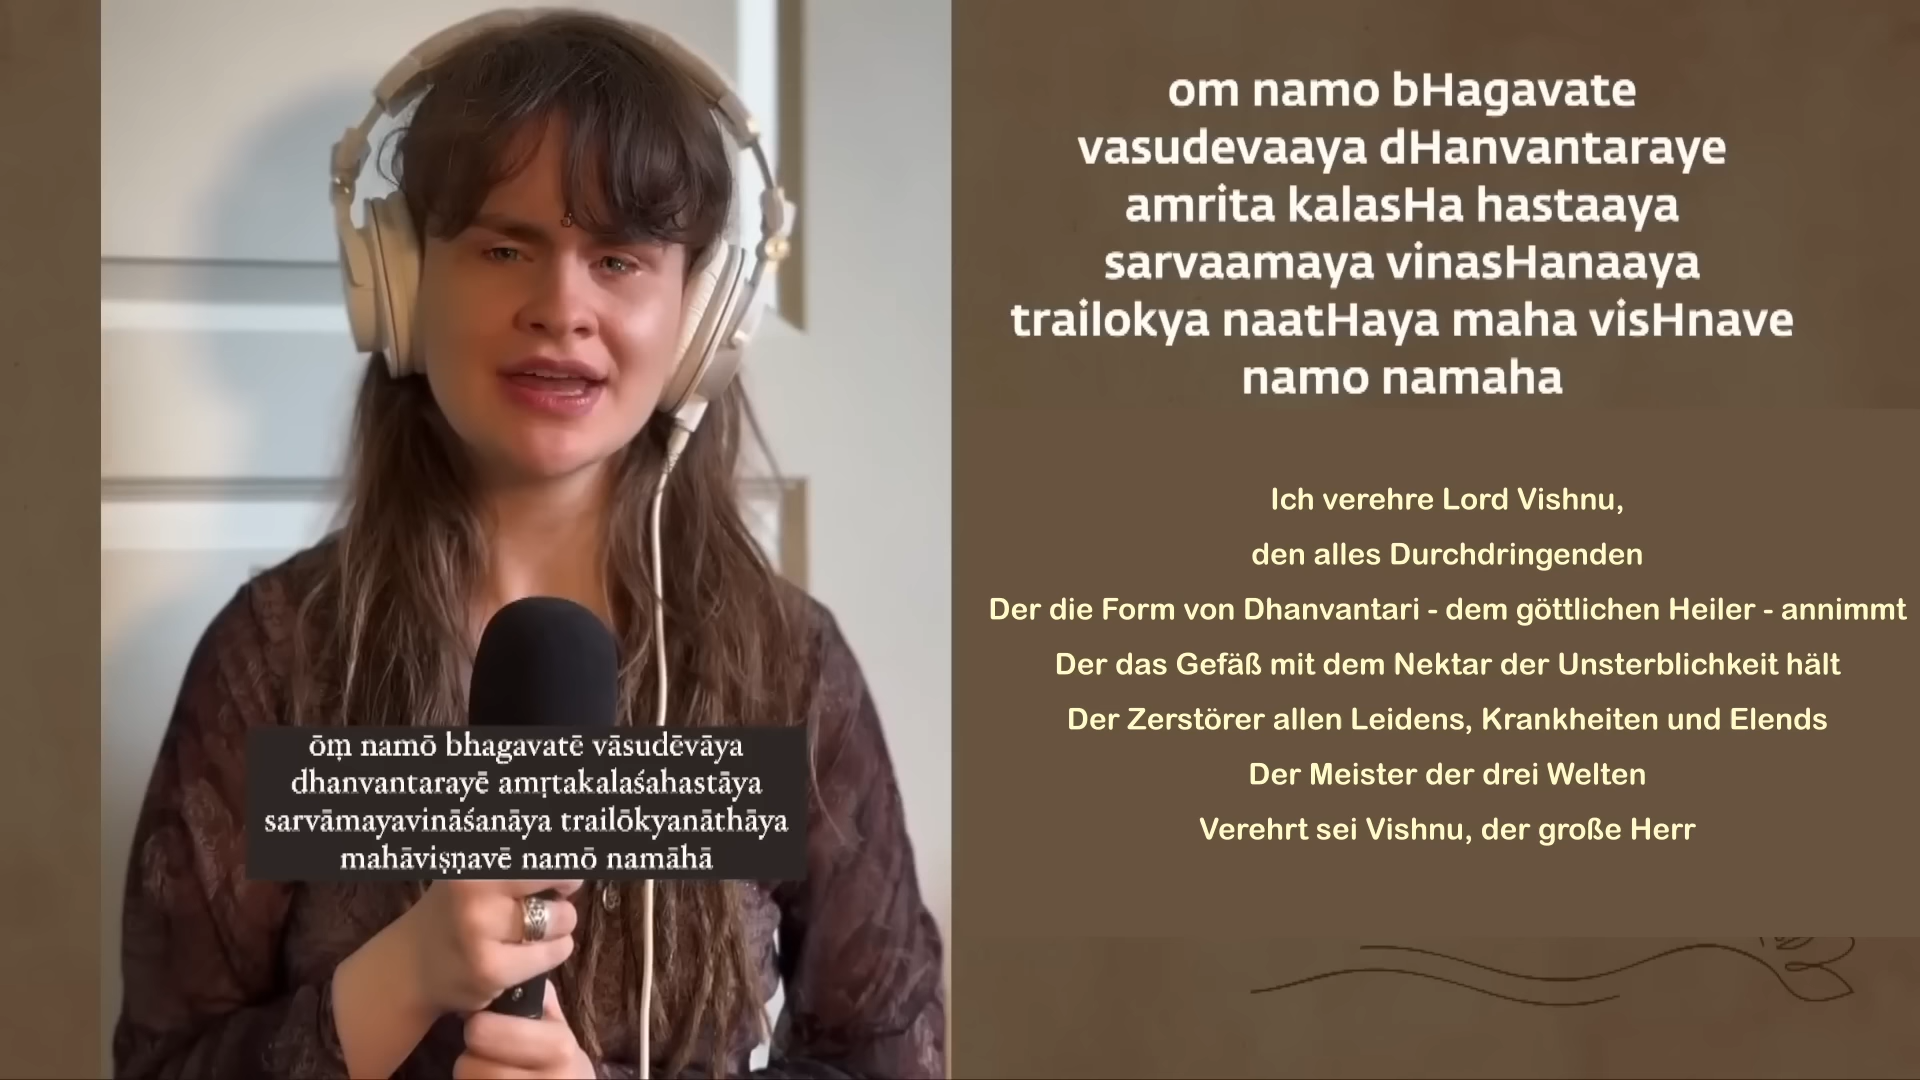 om namo bHagavate
vasudevaaya dHanvantaraye
amrita kalasHa hastaaya
sarvaamaya vinasHanaaya
trailokya naatHaya maha visHnave
namo namaha
Ich verehre Lord Vishnu,
den alles Durchdringenden
Der die Form von Dhanvantari - dem göttlichen Heiler - annimmt
Der das Gefäß mit dem Nektar der Unsterblichkeit hält
Der Zerstörer allen Leidens, Krankheiten und Elends
Der Meister der drei Welten
Verehrt sei Vishnu, der große Herr
ōṃ namō bhagavatē vāsudēvāya
dhanvantarayē amṛtakalaśahastāya
sarvāmayavināśanāya trailōkyanāthāya
mahāviṣṇavē namō namāhā